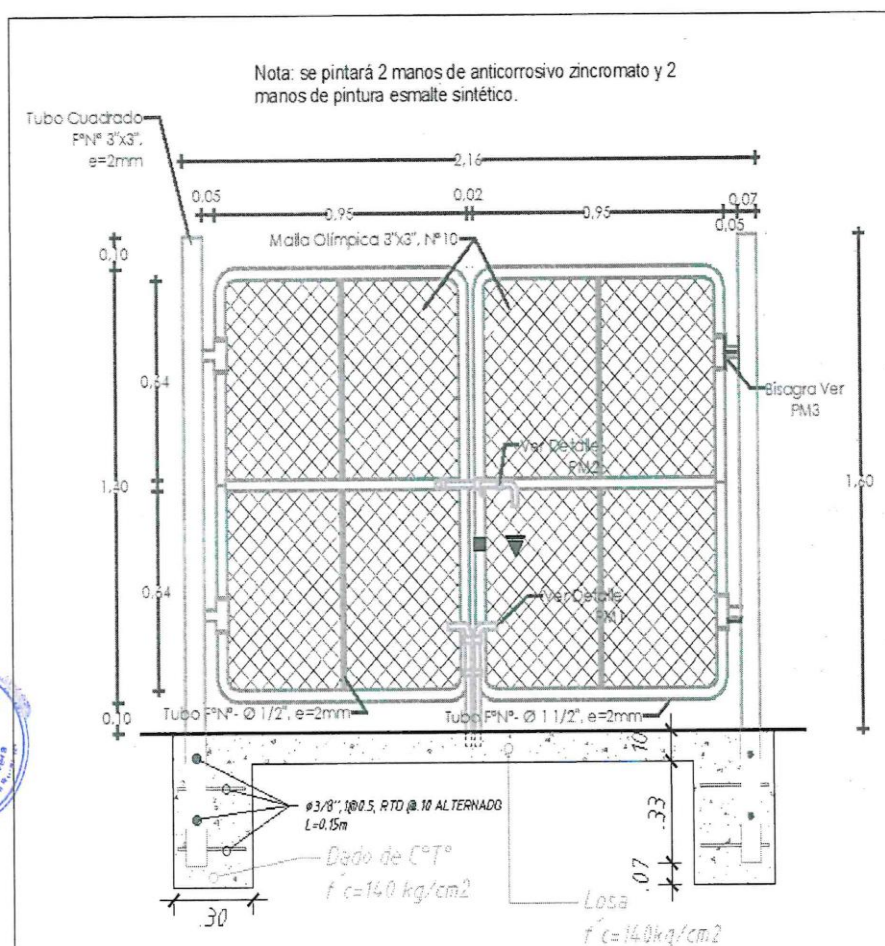 Nota: se pintará 2 manos de anticorrosivo zincromato y 2
manos de pintura esmalte sintético.
Tubo Cuadrado
F°N° 3"x3",
e=2mm
2,16
0,05
0,95
0,02
0,95
0,07
0,05
Malla Olímpica 3"x3", N°10
0,10
0,64
Bisagra Ver
PM3
Ver Detalle
PM2
1,40
1,60
0,64
Ver Detalle
PM1
0,10
Tubo F°N°- Ø 1/2", e=2mm
Tubo F°N°- Ø 1 1/2", e=2mm
.10
ø3/8", 1@0.5, RTO @.10 ALTERNADO
L=0.15m
.33
Dado de C°T°
f´c=140 kg/cm2
.07
.30
Losa
f´c=140kg/cm2